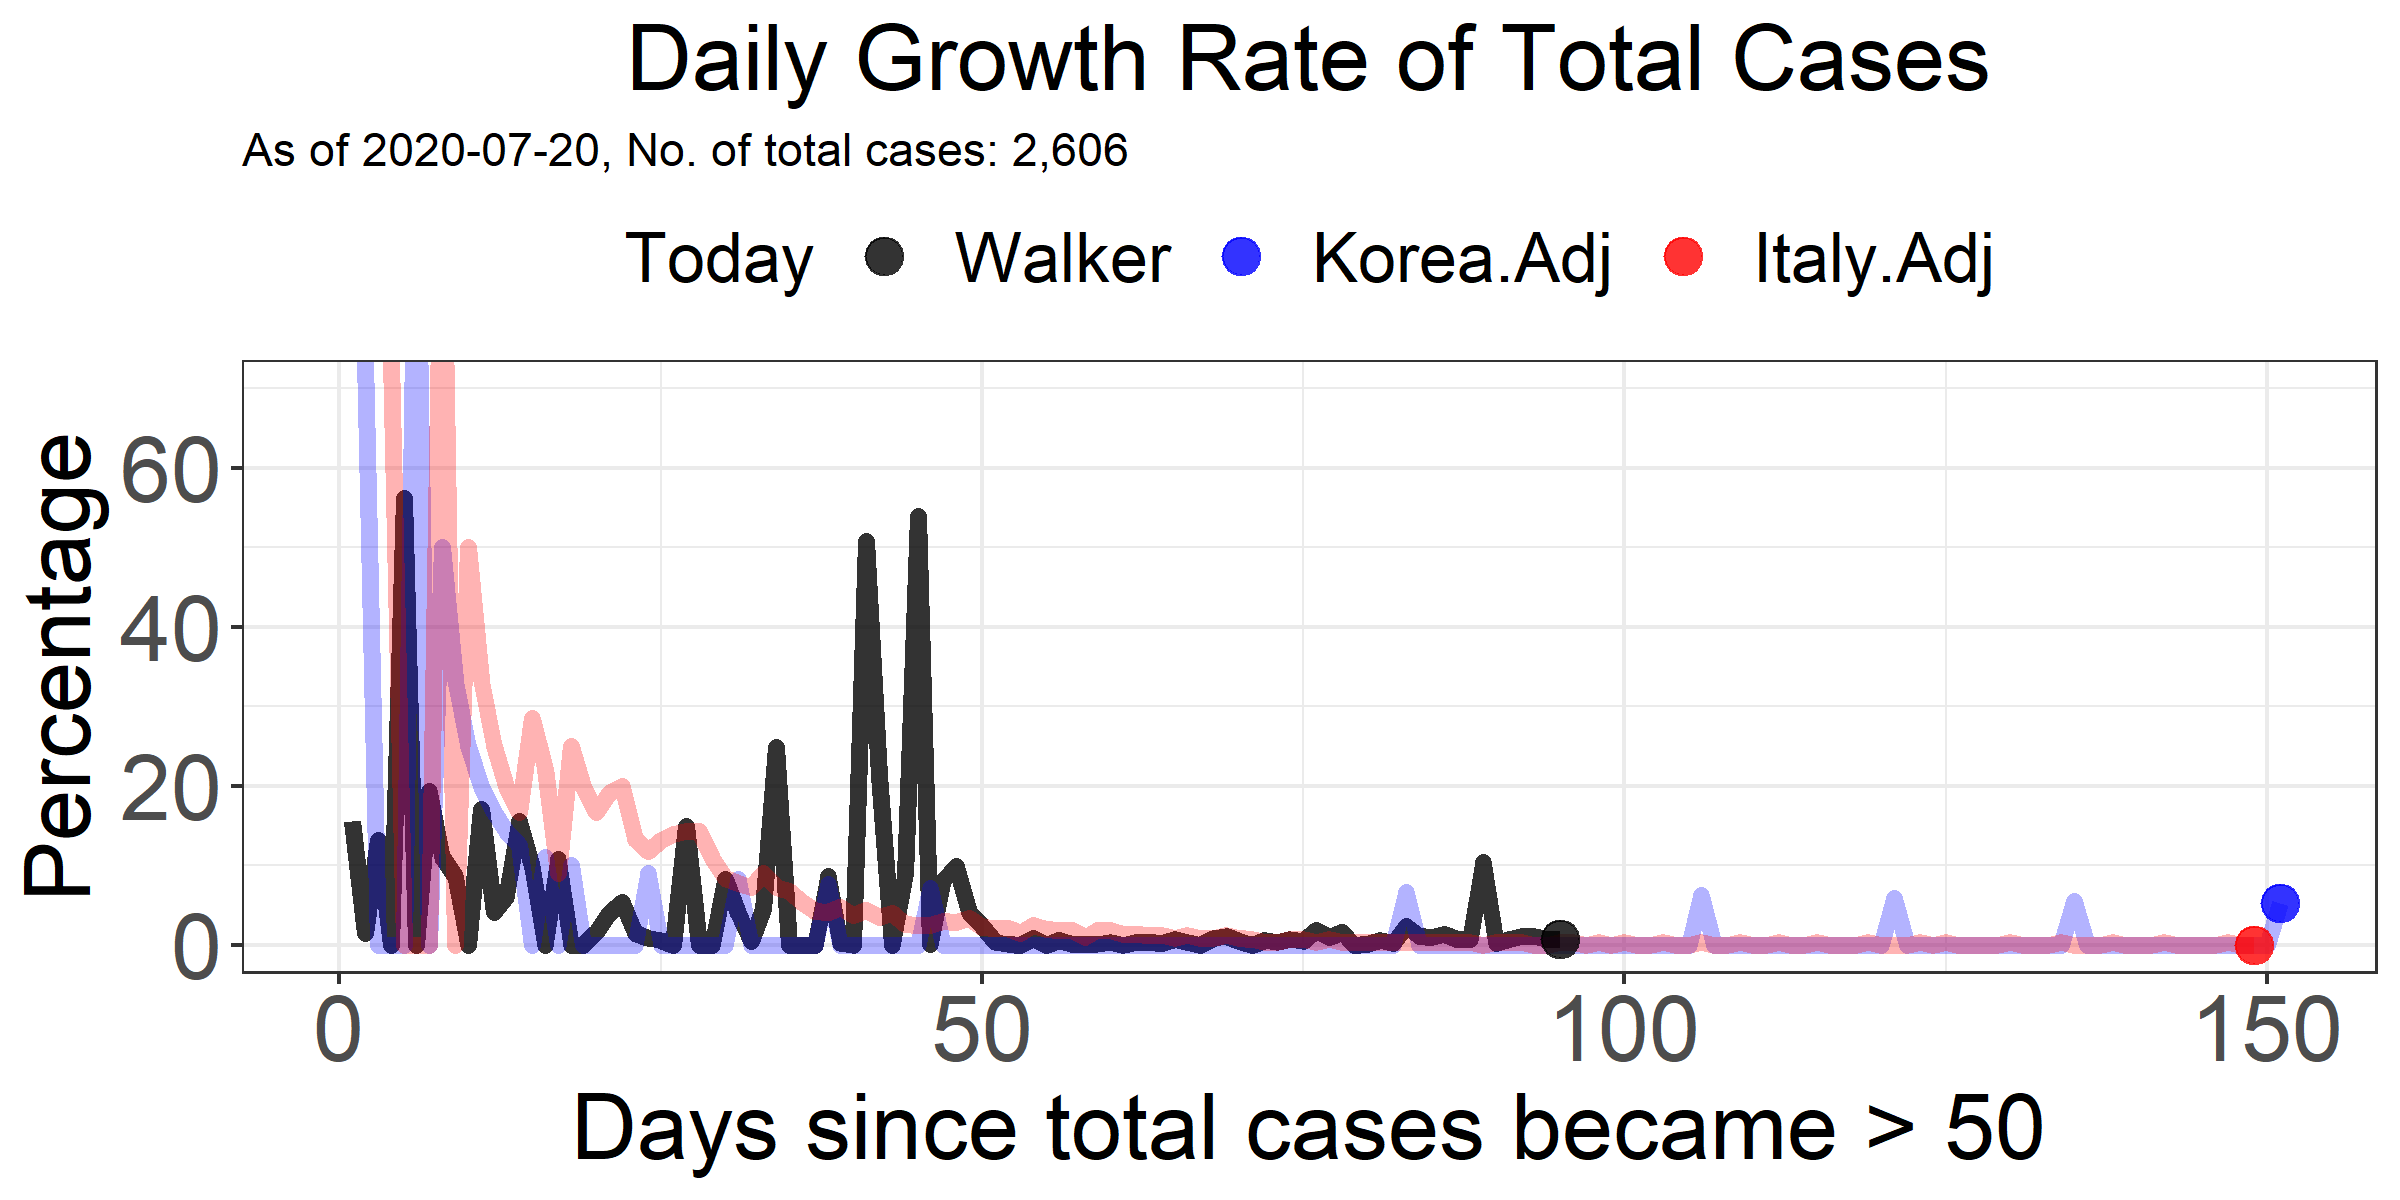 Daily Growth Rate of Total Cases
As of 2020-07-20, No. of total cases: 2,606
Today Walker Korea.Adj Italy.Adj
Percentage
60
40
20
0
0 50 100 150
Days since total cases became > 50